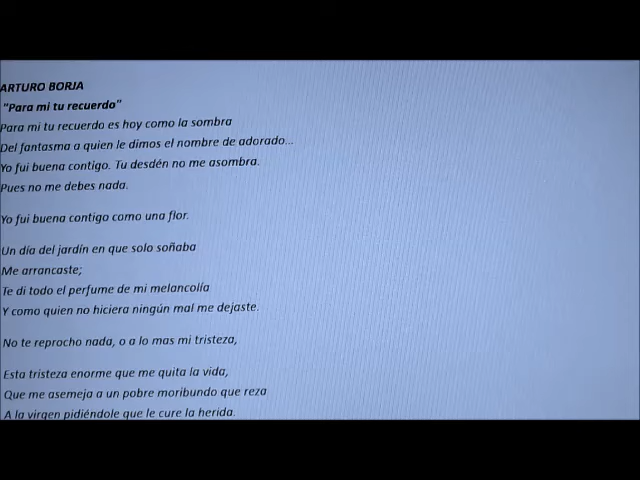 ARTURO BORJA
"Para mi tu recuerdo"
Para mi tu recuerdo es hoy como la sombra
Del fantasma a quien le dimos el nombre de adorado...
Yo fui buena contigo. Tu desdén no me asombra.
Pues no me debes nada.
Yo fui buena contigo como una flor.
Un día del jardín en que solo soñaba
Me arrancaste;
Te di todo el perfume de mi melancolía
Y como quien no hiciera ningún mal me dejaste.
No te reprocho nada, o a lo mas mi tristeza,
Esta tristeza enorme que me quita la vida,
Que me asemeja a un pobre moribundo que reza
A la virgen pidiéndole que le cure la herida.